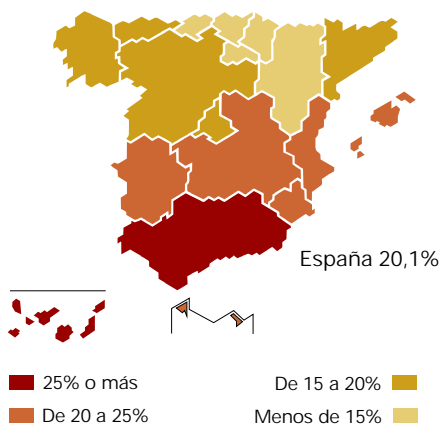 España 20,1%
25% o más
De 15 a 20%
De 20 a 25%
Menos de 15%